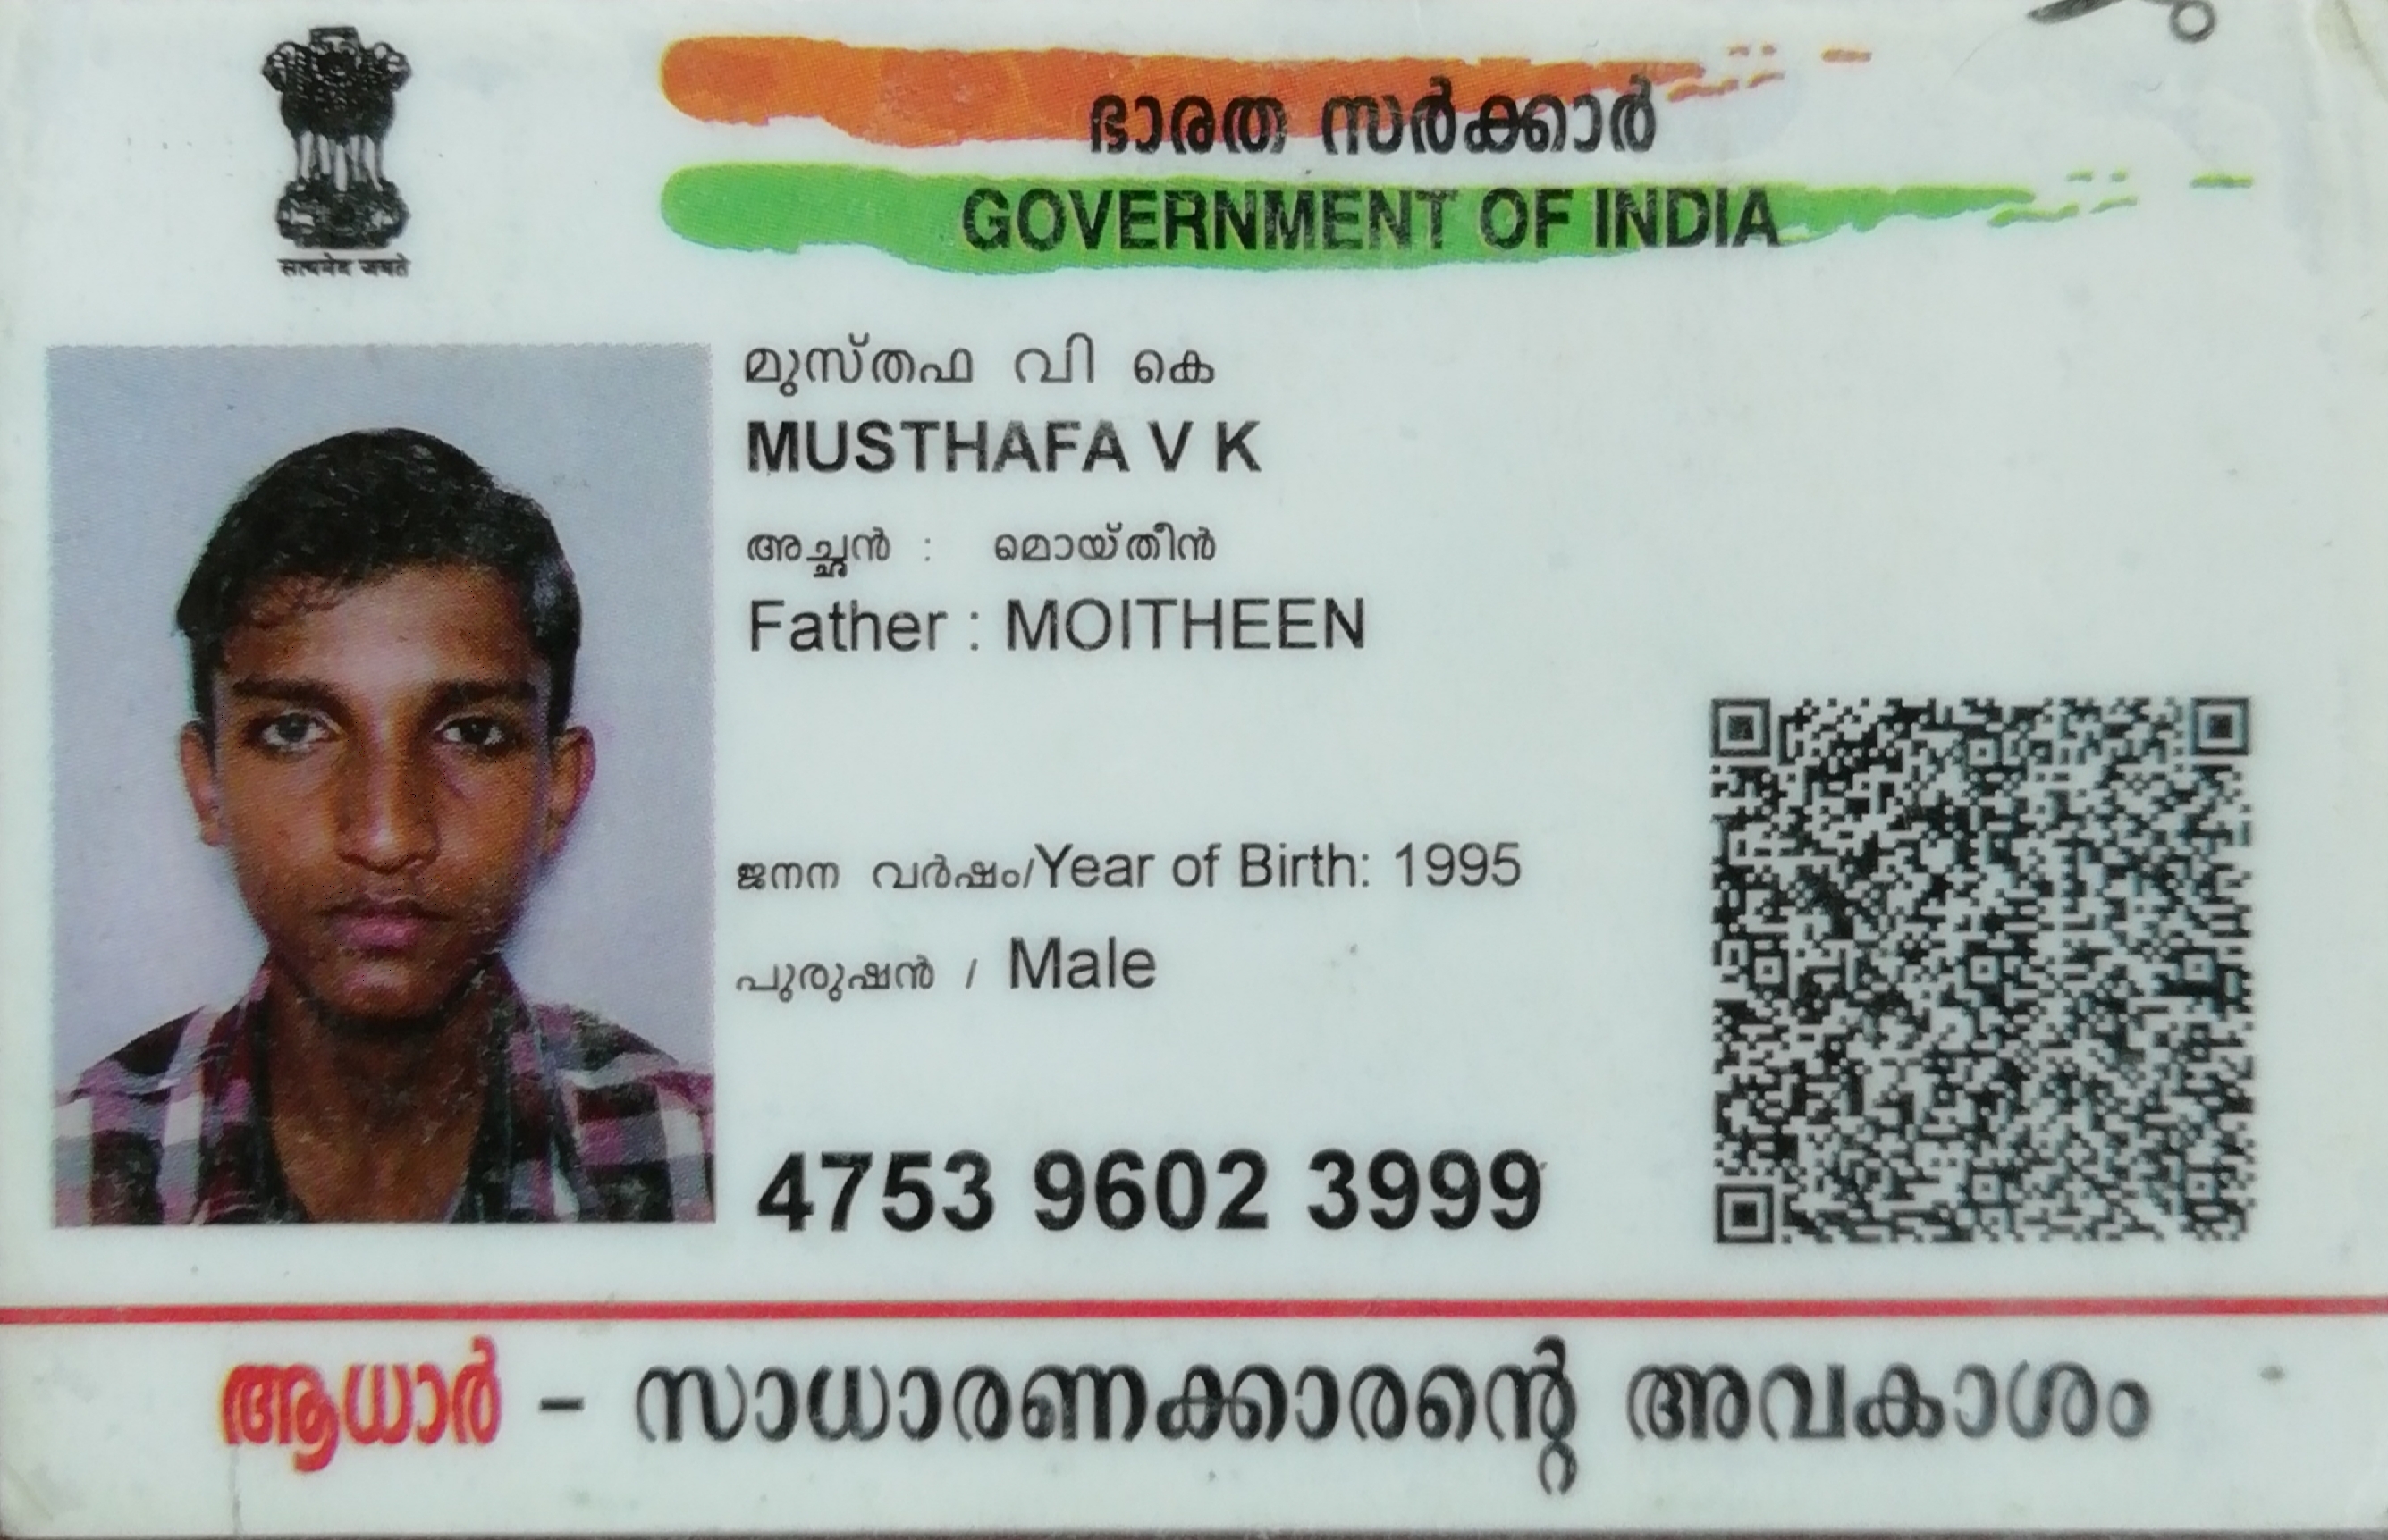 सत्यमेव जयते
ഭാരത സർക്കാർ
GOVERNMENT OF INDIA
മുസ്തഫ വി കെ
MUSTHAFA V K
അച്ഛൻ : മൊയ്തീൻ
Father : MOITHEEN
ജനന വർഷം/Year of Birth: 1995
പുരുഷൻ / Male
4753 9602 3999
ആധാർ - സാധാരണക്കാരന്റെ അവകാശം